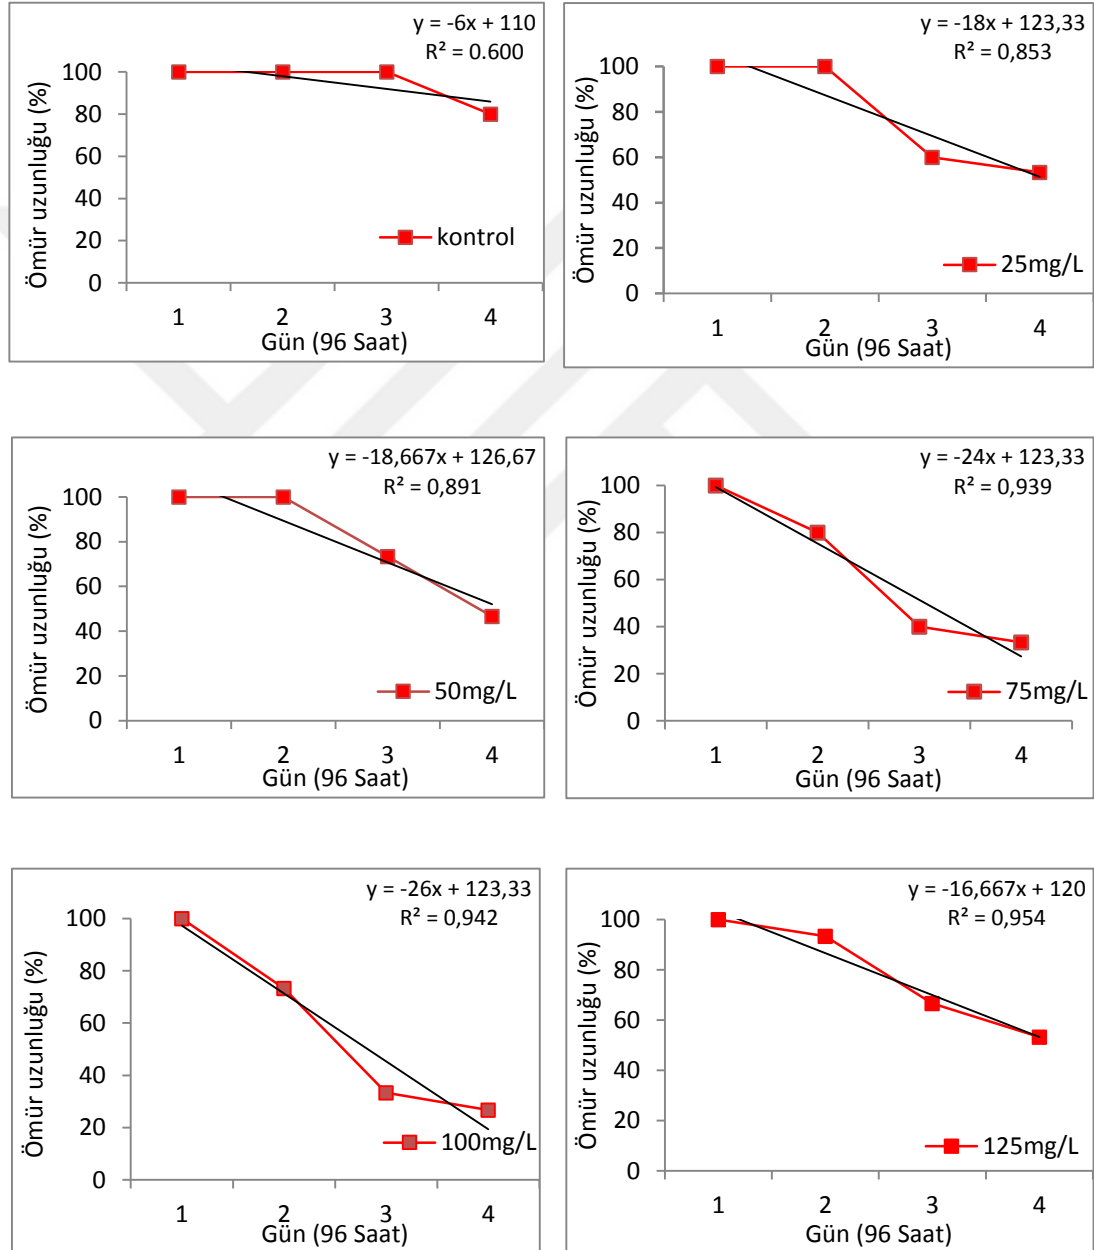 y = -6x + 110
R² = 0.600
Ömür uzunluğu (%)
100
80
60
40
20
0
kontrol
1 2 3 4
Gün (96 Saat)
y = -18x + 123,33
R² = 0,853
Ömür uzunluğu (%)
100
80
60
40
20
0
25mg/L
1 2 3 4
Gün (96 Saat)
y = -18,667x + 126,67
R² = 0,891
Ömür uzunluğu (%)
100
80
60
40
20
0
50mg/L
1 2 3 4
Gün (96 Saat)
y = -24x + 123,33
R² = 0,939
Ömür uzunluğu (%)
100
80
60
40
20
0
75mg/L
1 2 3 4
Gün (96 Saat)
y = -26x + 123,33
R² = 0,942
Ömür uzunluğu (%)
100
80
60
40
20
0
100mg/L
1 2 3 4
Gün (96 Saat)
y = -16,667x + 120
R² = 0,954
Ömür uzunluğu (%)
100
80
60
40
20
0
125mg/L
1 2 3 4
Gün (96 Saat)